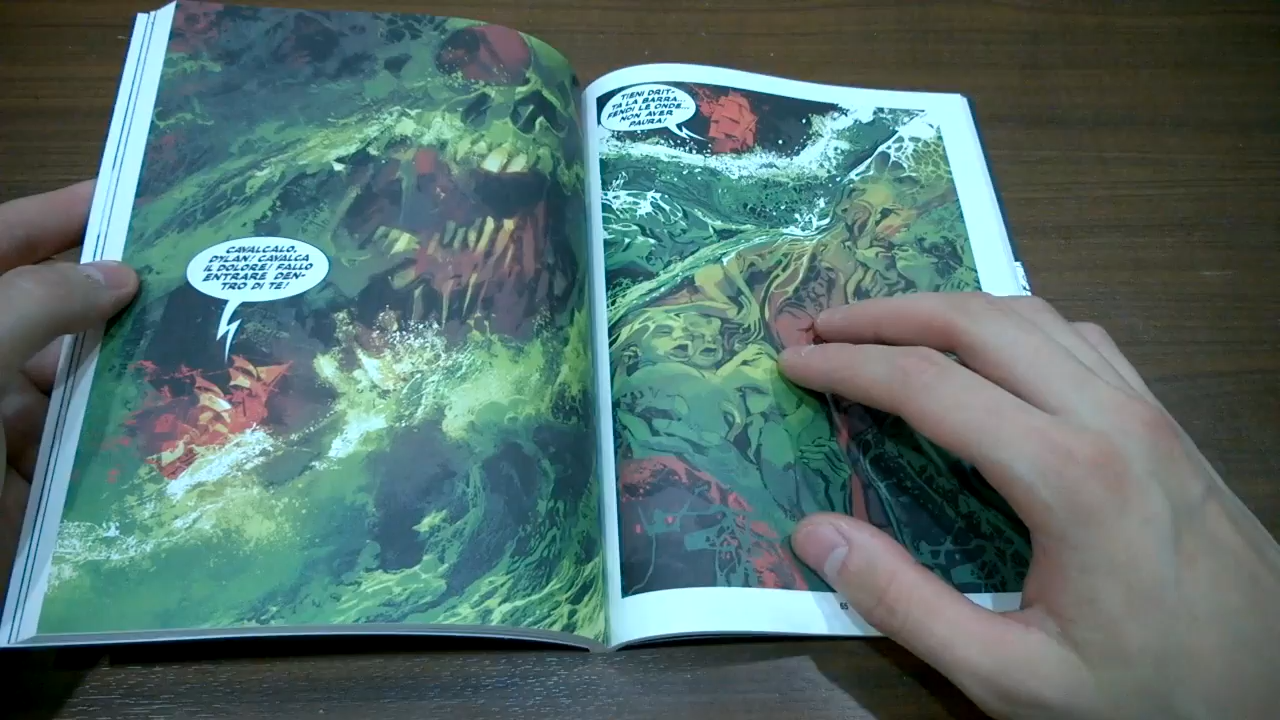 CAVALCALO,
DYLAN! CAVALCA
IL DOLORE! FALLO
ENTRARE DEN-
TRO DI TE!
TIENI DRIT-
TA LA BARRA...
FENDI LE ONDE...
NON AVER
PAURA!
65